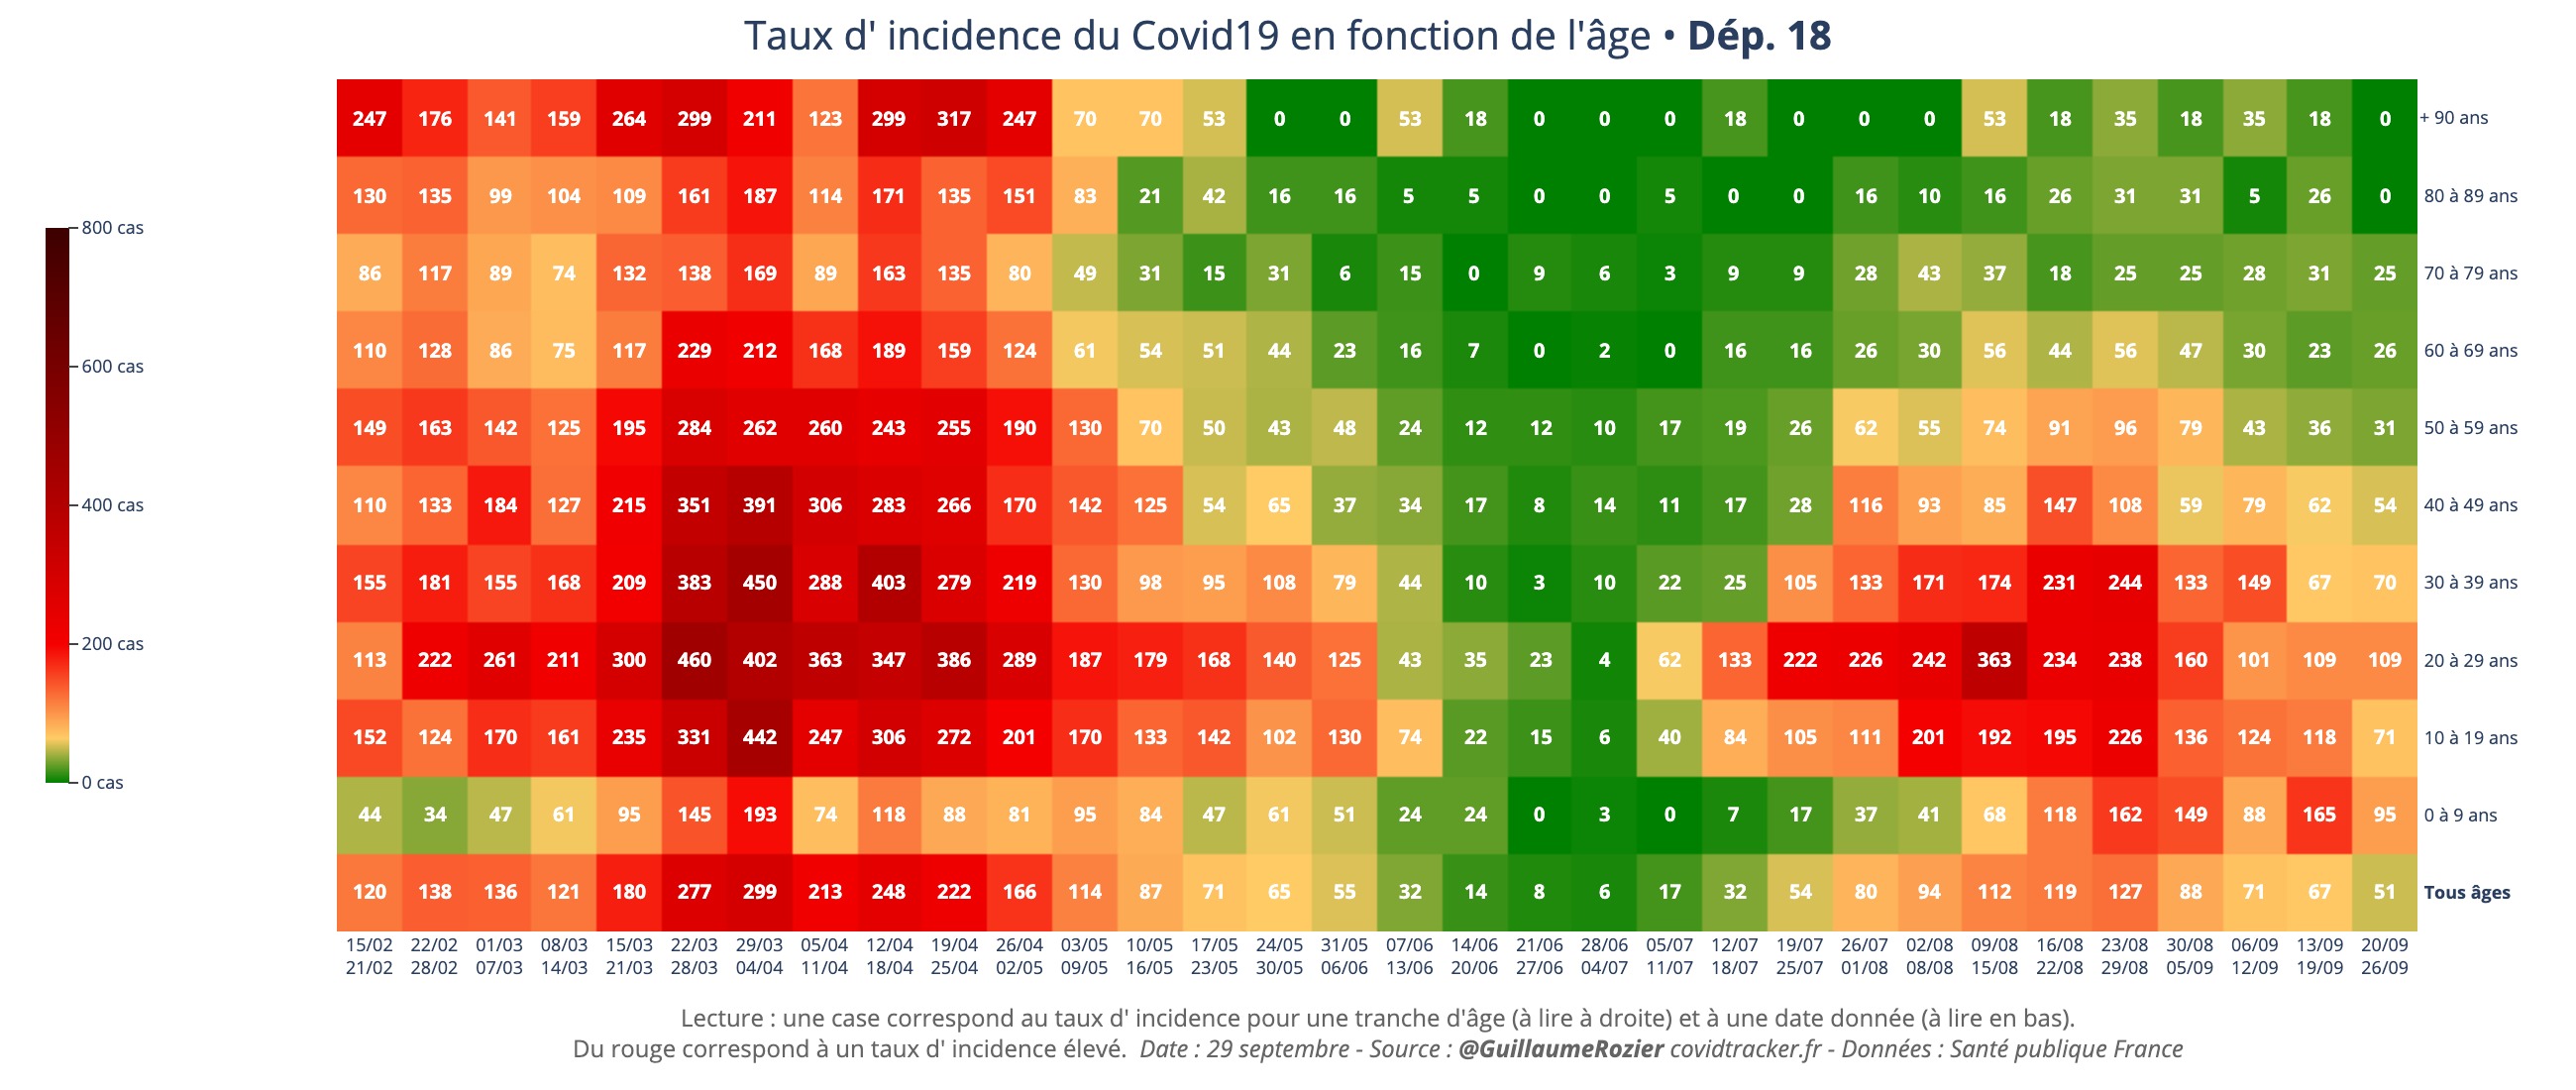 Taux d' incidence du Covid19 en fonction de l'âge • Dép. 18
800 cas
600 cas
400 cas
200 cas
0 cas
247 176 141 159 264 299 211 123 299 317 247 70 70 53 0 0 53 18 0 0 0 18 0 0 0 53 18 35 18 35 18 0 + 90 ans
130 135 99 104 109 161 187 114 171 135 151 83 21 42 16 16 5 5 0 0 5 0 0 16 10 16 26 31 31 5 26 0 80 à 89 ans
86 117 89 74 132 138 169 89 163 135 80 49 31 15 31 6 15 0 9 6 3 9 9 28 43 37 18 25 25 28 31 25 70 à 79 ans
110 128 86 75 117 229 212 168 189 159 124 61 54 51 44 23 16 7 0 2 0 16 16 26 30 56 44 56 47 30 23 26 60 à 69 ans
149 163 142 125 195 284 262 260 243 255 190 130 70 50 43 48 24 12 12 10 17 19 26 62 55 74 91 96 79 43 36 31 50 à 59 ans
110 133 184 127 215 351 391 306 283 266 170 142 125 54 65 37 34 17 8 14 11 17 28 116 93 85 147 108 59 79 62 54 40 à 49 ans
155 181 155 168 209 383 450 288 403 279 219 130 98 95 108 79 44 10 3 10 22 25 105 133 171 174 231 244 133 149 67 70 30 à 39 ans
113 222 261 211 300 460 402 363 347 386 289 187 179 168 140 125 43 35 23 4 62 133 222 226 242 363 234 238 160 101 109 109 20 à 29 ans
152 124 170 161 235 331 442 247 306 272 201 170 133 142 102 130 74 22 15 6 40 84 105 111 201 192 195 226 136 124 118 71 10 à 19 ans
44 34 47 61 95 145 193 74 118 88 81 95 84 47 61 51 24 24 0 3 0 7 17 37 41 68 118 162 149 88 165 95 0 à 9 ans
120 138 136 121 180 277 299 213 248 222 166 114 87 71 65 55 32 14 8 6 17 32 54 80 94 112 119 127 88 71 67 51 Tous âges
15/02 22/02 01/03 08/03 15/03 22/03 29/03 05/04 12/04 19/04 26/04 03/05 10/05 17/05 24/05 31/05 07/06 14/06 21/06 28/06 05/07 12/07 19/07 26/07 02/08 09/08 16/08 23/08 30/08 06/09 13/09 20/09
21/02 28/02 07/03 14/03 21/03 28/03 04/04 11/04 18/04 25/04 02/05 09/05 16/05 23/05 30/05 06/06 13/06 20/06 27/06 04/07 11/07 18/07 25/07 01/08 08/08 15/08 22/08 29/08 05/09 12/09 19/09 26/09
Lecture : une case correspond au taux d' incidence pour une tranche d'âge (à lire à droite) et à une date donnée (à lire en bas).
Du rouge correspond à un taux d' incidence élevé. Date : 29 septembre - Source : @GuillaumeRozier covidtracker.fr - Données : Santé publique France